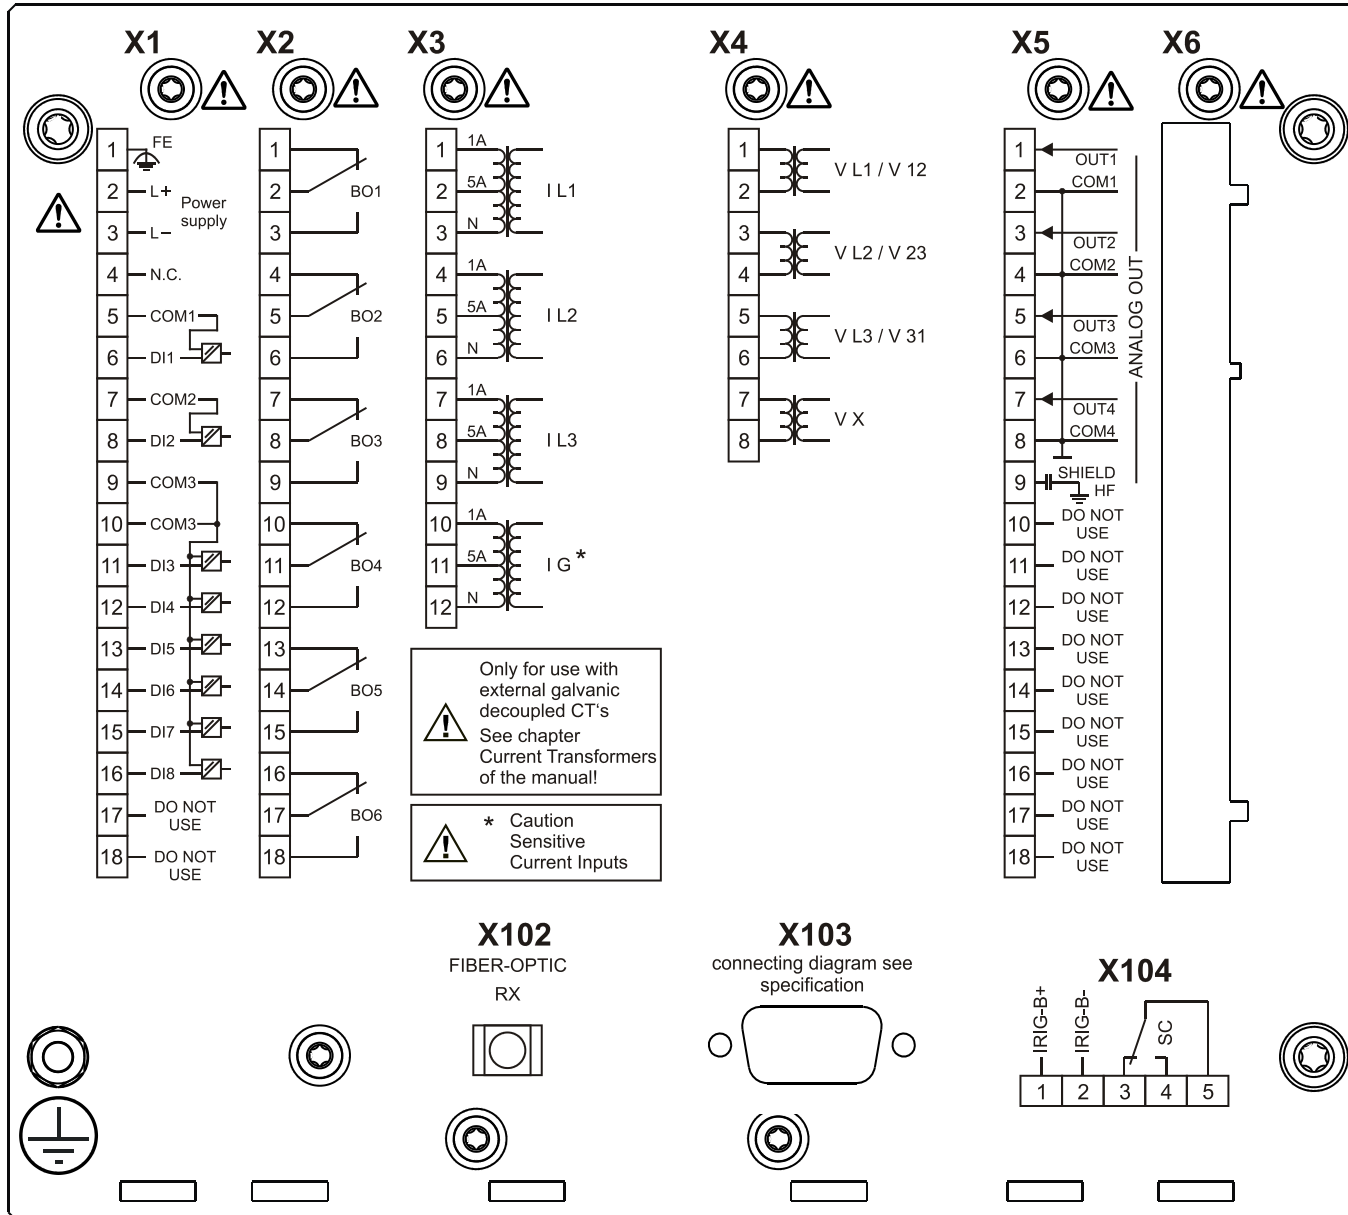 X1
X2
X3
X4
X5
X6
1
FE
2
L+
Power
supply
3
L–
4
N.C.
5
COM1
6
DI1
7
COM2
8
DI2
9
COM3
10
COM3
11
DI3
12
DI4
13
DI5
14
DI6
15
DI7
16
DI8
17
DO NOT
USE
18
DO NOT
USE
1
2
BO1
3
4
5
BO2
6
7
8
BO3
9
10
11
BO4
12
13
14
BO5
15
16
17
BO6
18
1
1A
2
5A
I L1
3
N
4
1A
5
5A
I L2
6
N
7
1A
8
5A
I L3
9
N
10
1A
11
5A
I G *
12
N
Only for use with
external galvanic
decoupled CT‘s
See chapter
Current Transformers
of the manual!
* Caution
Sensitive
Current Inputs
1
2
V L1 / V 12
3
4
V L2 / V 23
5
6
V L3 / V 31
7
8
V X
1
OUT1
2
COM1
3
OUT2
4
COM2
5
OUT3
6
COM3
7
OUT4
8
COM4
ANALOG OUT
9
SHIELD
HF
10
DO NOT
USE
11
DO NOT
USE
12
DO NOT
USE
13
DO NOT
USE
14
DO NOT
USE
15
DO NOT
USE
16
DO NOT
USE
17
DO NOT
USE
18
DO NOT
USE
X102
FIBER-OPTIC
RX
X103
connecting diagram see
specification
X104
IRIG-B+
IRIG-B-
SC
1
2
3
4
5